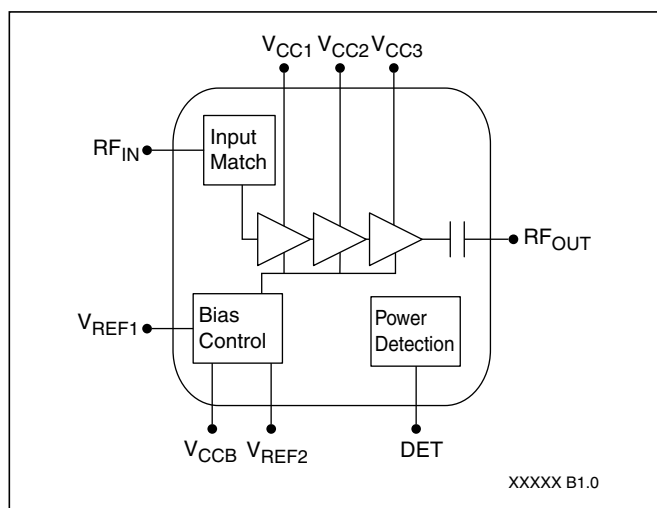 VCC1 VCC2 VCC3
RFIN
Input
Match
RFOUT
VREF1
Bias
Control
Power
Detection
VCCB VREF2
DET
XXXXX B1.0